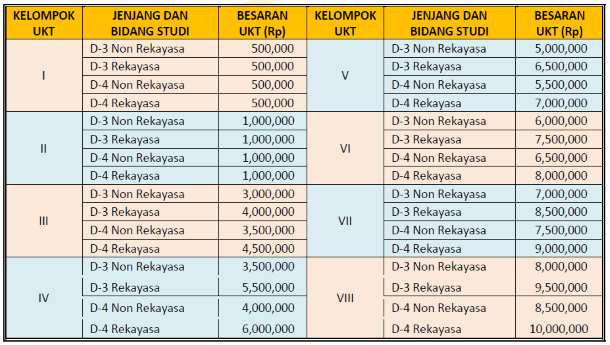 KELOMPOK UKT JENJANG DAN BIDANG STUDI BESARAN UKT (Rp) KELOMPOK UKT JENJANG DAN BIDANG STUDI BESARAN UKT (Rp)
I
D-3 Non Rekayasa 500,000
D-3 Rekayasa 500,000
D-4 Non Rekayasa 500,000
D-4 Rekayasa 500,000
II
D-3 Non Rekayasa 1,000,000
D-3 Rekayasa 1,000,000
D-4 Non Rekayasa 1,000,000
D-4 Rekayasa 1,000,000
III
D-3 Non Rekayasa 3,000,000
D-3 Rekayasa 4,000,000
D-4 Non Rekayasa 3,500,000
D-4 Rekayasa 4,500,000
IV
D-3 Non Rekayasa 3,500,000
D-3 Rekayasa 5,500,000
D-4 Non Rekayasa 4,000,000
D-4 Rekayasa 6,000,000
V
D-3 Non Rekayasa 5,000,000
D-3 Rekayasa 6,500,000
D-4 Non Rekayasa 5,500,000
D-4 Rekayasa 7,000,000
VI
D-3 Non Rekayasa 6,000,000
D-3 Rekayasa 7,500,000
D-4 Non Rekayasa 6,500,000
D-4 Rekayasa 8,000,000
VII
D-3 Non Rekayasa 7,000,000
D-3 Rekayasa 8,500,000
D-4 Non Rekayasa 7,500,000
D-4 Rekayasa 9,000,000
VIII
D-3 Non Rekayasa 8,000,000
D-3 Rekayasa 9,500,000
D-4 Non Rekayasa 8,500,000
D-4 Rekayasa 10,000,000